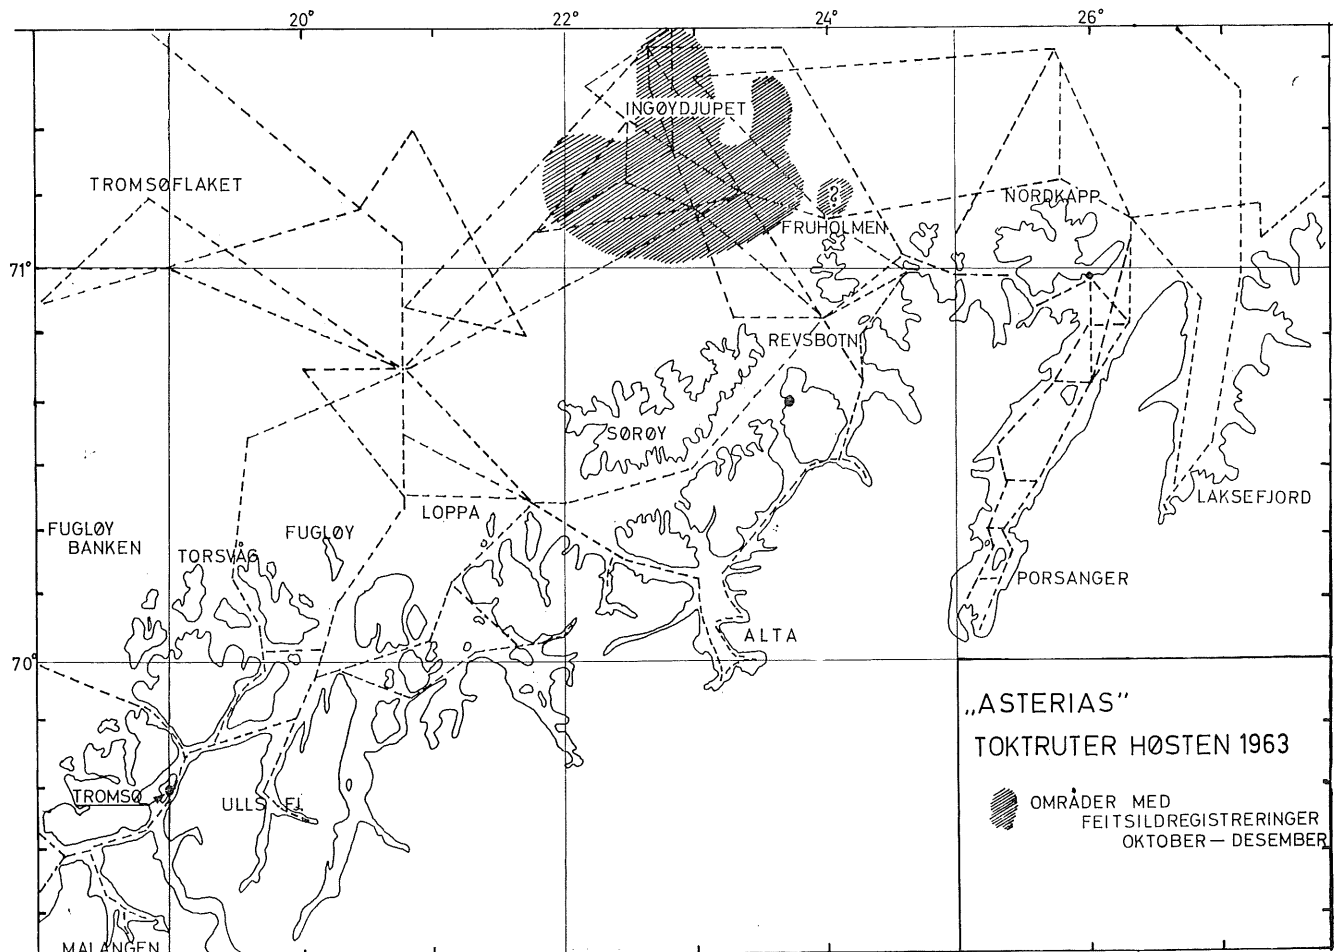 20° 22° 24° 26°
INGØYDJUPET
TROMSØFLAKET
?
NORDKAPP
FRUHOLMEN
71°
REVSBOTN
SØRØY
LAKSEFJORD
LOPPA
FUGLØY
BANKEN
FUGLØY
TORSVAG
PORSANGER
ALTA
70°
„ASTERIAS”
TOKTRUTER HØSTEN 1963
TROMSØ
ULLS FJ.
OMRÅDER MED
FEITSILDREGISTRERINGER
OKTOBER — DESEMBER
MALANGEN